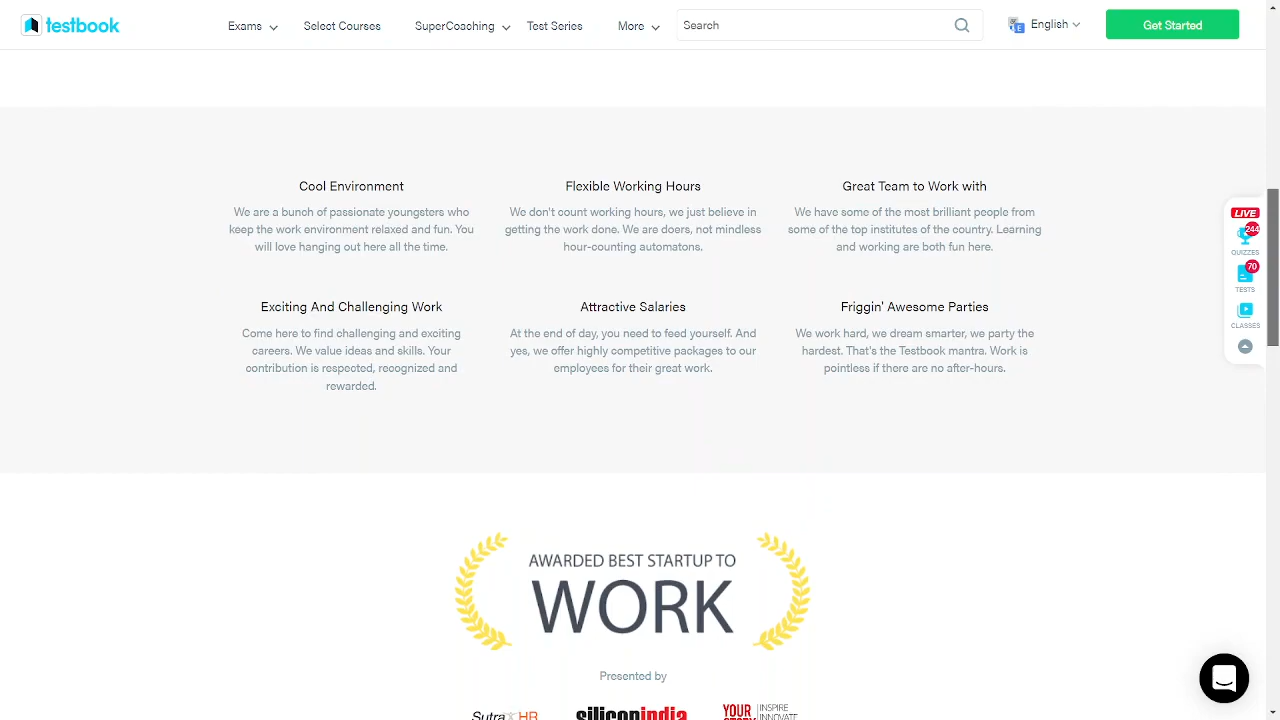 testbook
Exams
Select Courses
SuperCoaching
Test Series
More
Search
English
Get Started
Cool Environment
We are a bunch of passionate youngsters who
keep the work environment relaxed and fun. You
will love hanging out here all the time.
Flexible Working Hours
We don't count working hours, we just believe in
getting the work done. We are doers, not mindless
hour-counting automatons.
Great Team to Work with
We have some of the most brilliant people from
some of the top institutes of the country. Learning
and working are both fun here.
Exciting And Challenging Work
Come here to find challenging and exciting
careers. We value ideas and skills. Your
contribution is respected, recognized and
rewarded.
Attractive Salaries
At the end of day, you need to feed yourself. And
yes, we offer highly competitive packages to our
employees for their great work.
Friggin' Awesome Parties
We work hard, we dream smarter, we party the
hardest. That's the Testbook mantra. Work is
pointless if there are no after-hours.
LIVE
244
QUIZZES
70
TESTS
CLASSES
AWARDED BEST STARTUP TO
WORK
Presented by
SutraHR
siliconindia
YOUR
INSPIRE
INNOVATE